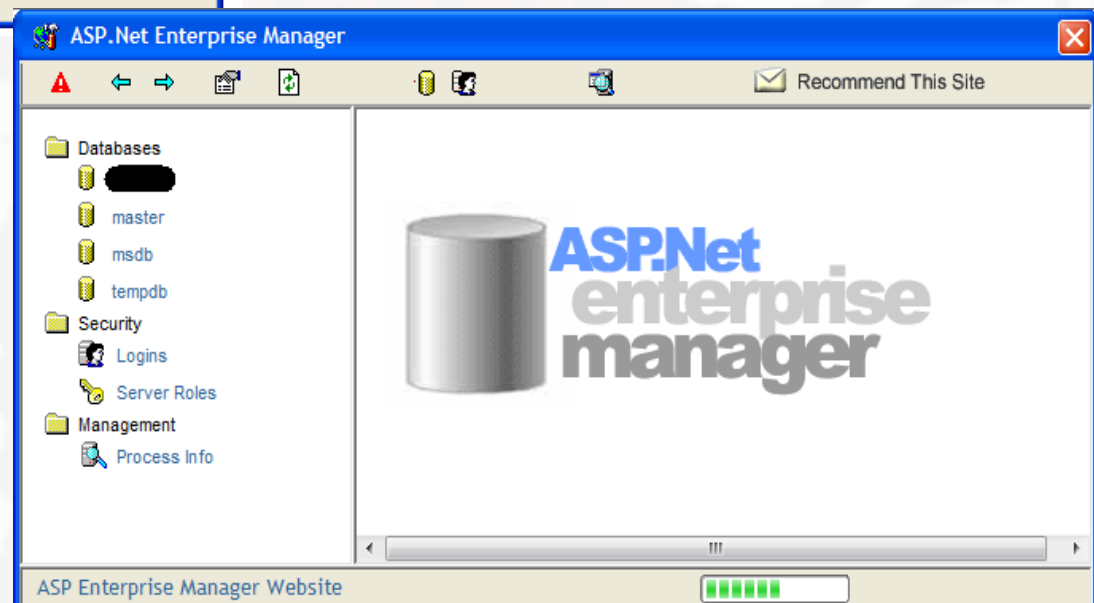 ASP.Net Enterprise Manager
Recommend This Site
Databases
master
msdb
tempdb
Security
Logins
Server Roles
Management
Process Info
ASP.Net
enterprise
manager
ASP Enterprise Manager Website